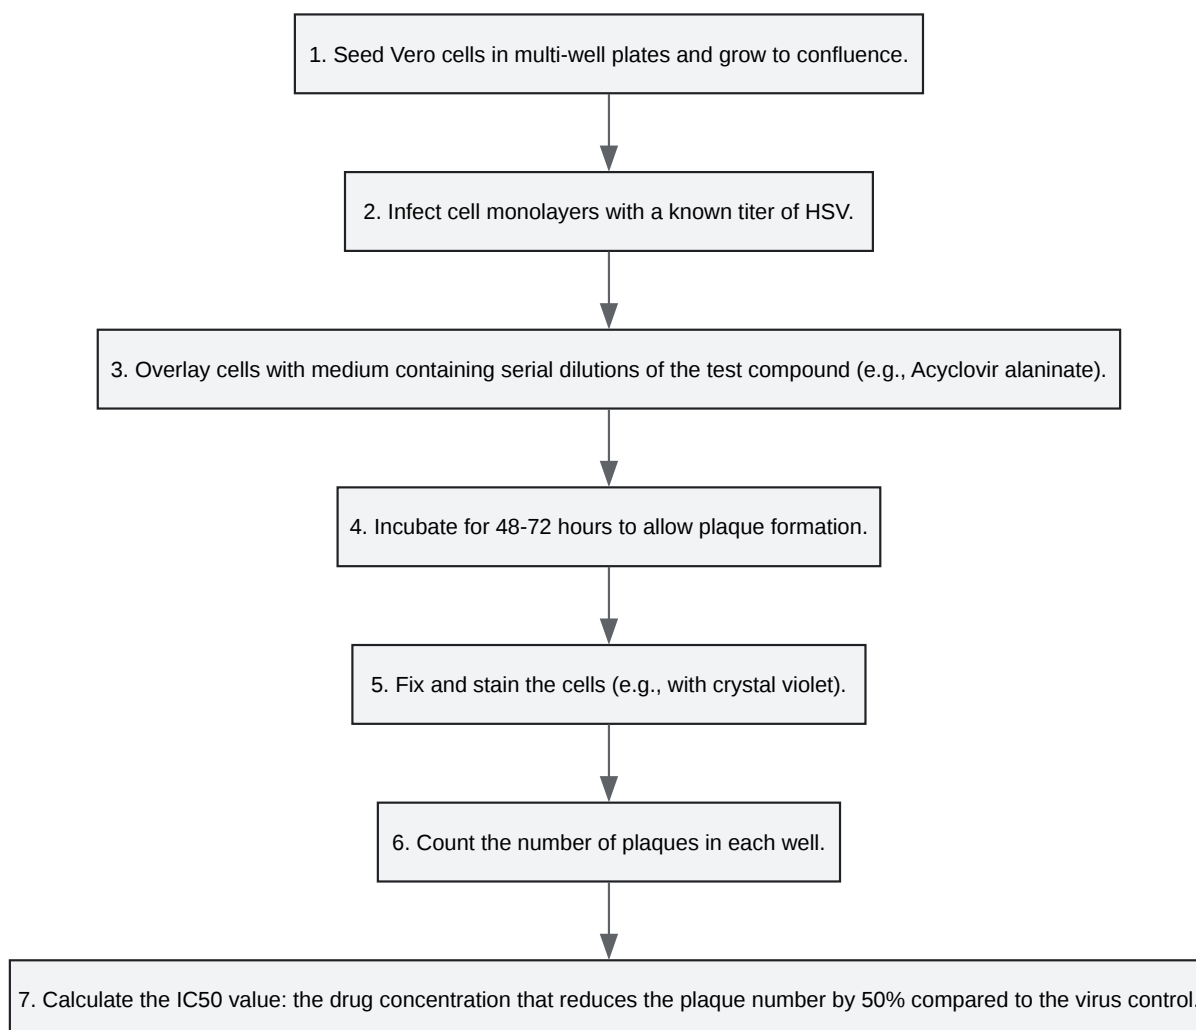 1. Seed Vero cells in multi-well plates and grow to confluence.
2. Infect cell monolayers with a known titer of HSV.
3. Overlay cells with medium containing serial dilutions of the test compound (e.g., Acyclovir alaninate).
4. Incubate for 48-72 hours to allow plaque formation.
5. Fix and stain the cells (e.g., with crystal violet).
6. Count the number of plaques in each well.
7. Calculate the IC50 value: the drug concentration that reduces the plaque number by 50% compared to the virus control.